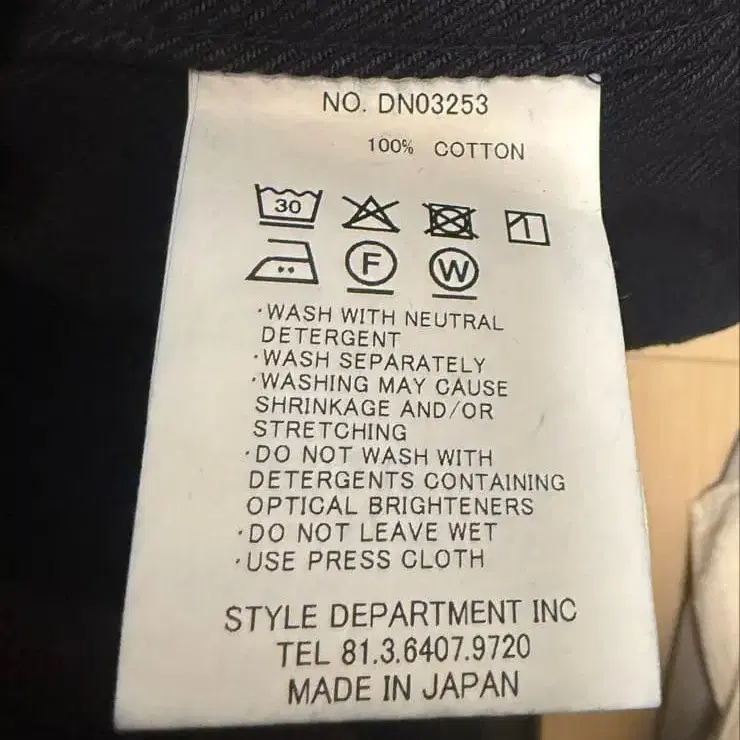 NO. DN03253
100% COTTON
30
F W
·WASH WITH NEUTRAL
DETERGENT
·WASH SEPARATELY
·WASHING MAY CAUSE
SHRINKAGE AND/OR
STRETCHING
·DO NOT WASH WITH
DETERGENTS CONTAINING
OPTICAL BRIGHTENERS
·DO NOT LEAVE WET
·USE PRESS CLOTH
STYLE DEPARTMENT INC
TEL 81.3.6407.9720
MADE IN JAPAN